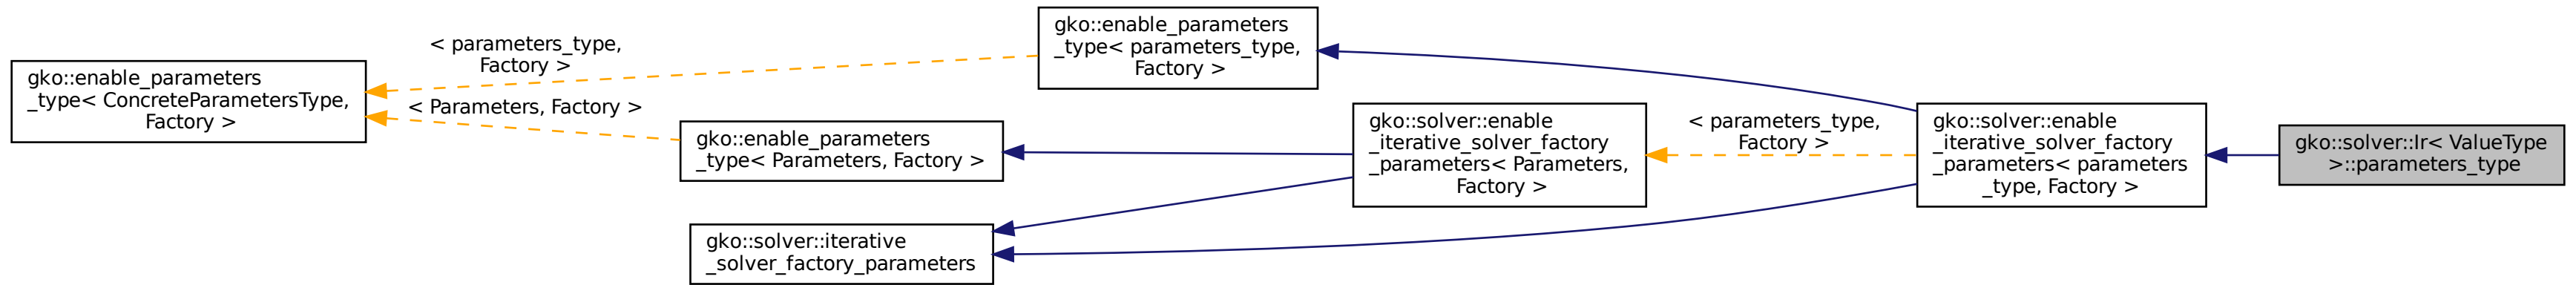 gko::enable_parameters
_type< ConcreteParametersType,
Factory >
< parameters_type,
Factory >
< Parameters, Factory >
gko::enable_parameters
_type< parameters_type,
Factory >
gko::enable_parameters
_type< Parameters, Factory >
gko::solver::iterative
_solver_factory_parameters
gko::solver::enable
_iterative_solver_factory
_parameters< Parameters,
Factory >
< parameters_type,
Factory >
gko::solver::enable
_iterative_solver_factory
_parameters< parameters
_type, Factory >
gko::solver::Ir< ValueType
>::parameters_type